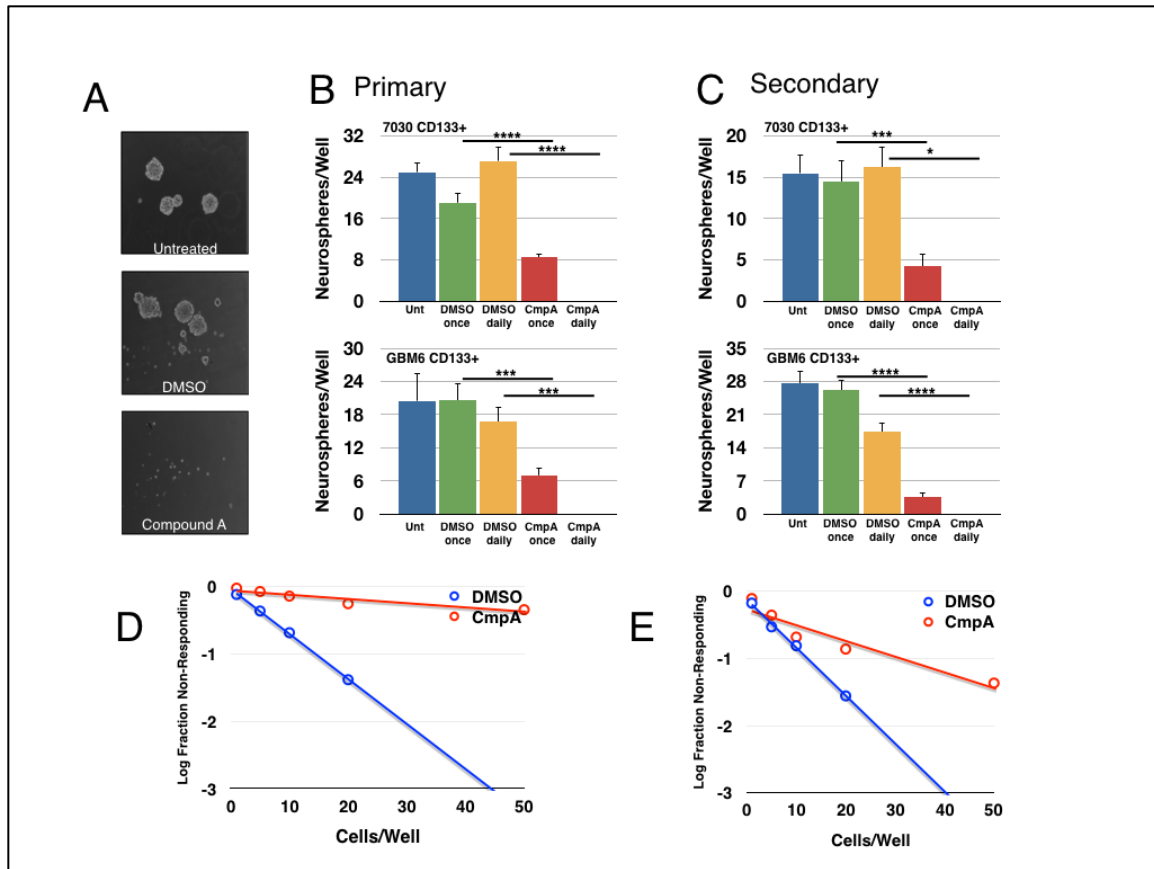 A
Untreated
DMSO
Compound A
B Primary
7030 CD133+
**** 
****
Neurospheres/Well
32
24
16
8
0
Unt
DMSO once
DMSO daily
CmpA once
CmpA daily
GBM6 CD133+
***
***
Neurospheres/Well
30
24
18
12
6
0
Unt
DMSO once
DMSO daily
CmpA once
CmpA daily
C Secondary
7030 CD133+
***
*
Neurospheres/Well
20
15
10
5
0
Unt
DMSO once
DMSO daily
CmpA once
CmpA daily
GBM6 CD133+
****
****
Neurospheres/Well
35
28
21
14
7
0
Unt
DMSO once
DMSO daily
CmpA once
CmpA daily
D
Log Fraction Non-Responding
0
-1
-2
-3
DMSO
CmpA
0 10 20 30 40 50
Cells/Well
E
Log Fraction Non-Responding
0
-1
-2
-3
DMSO
CmpA
0 10 20 30 40 50
Cells/Well